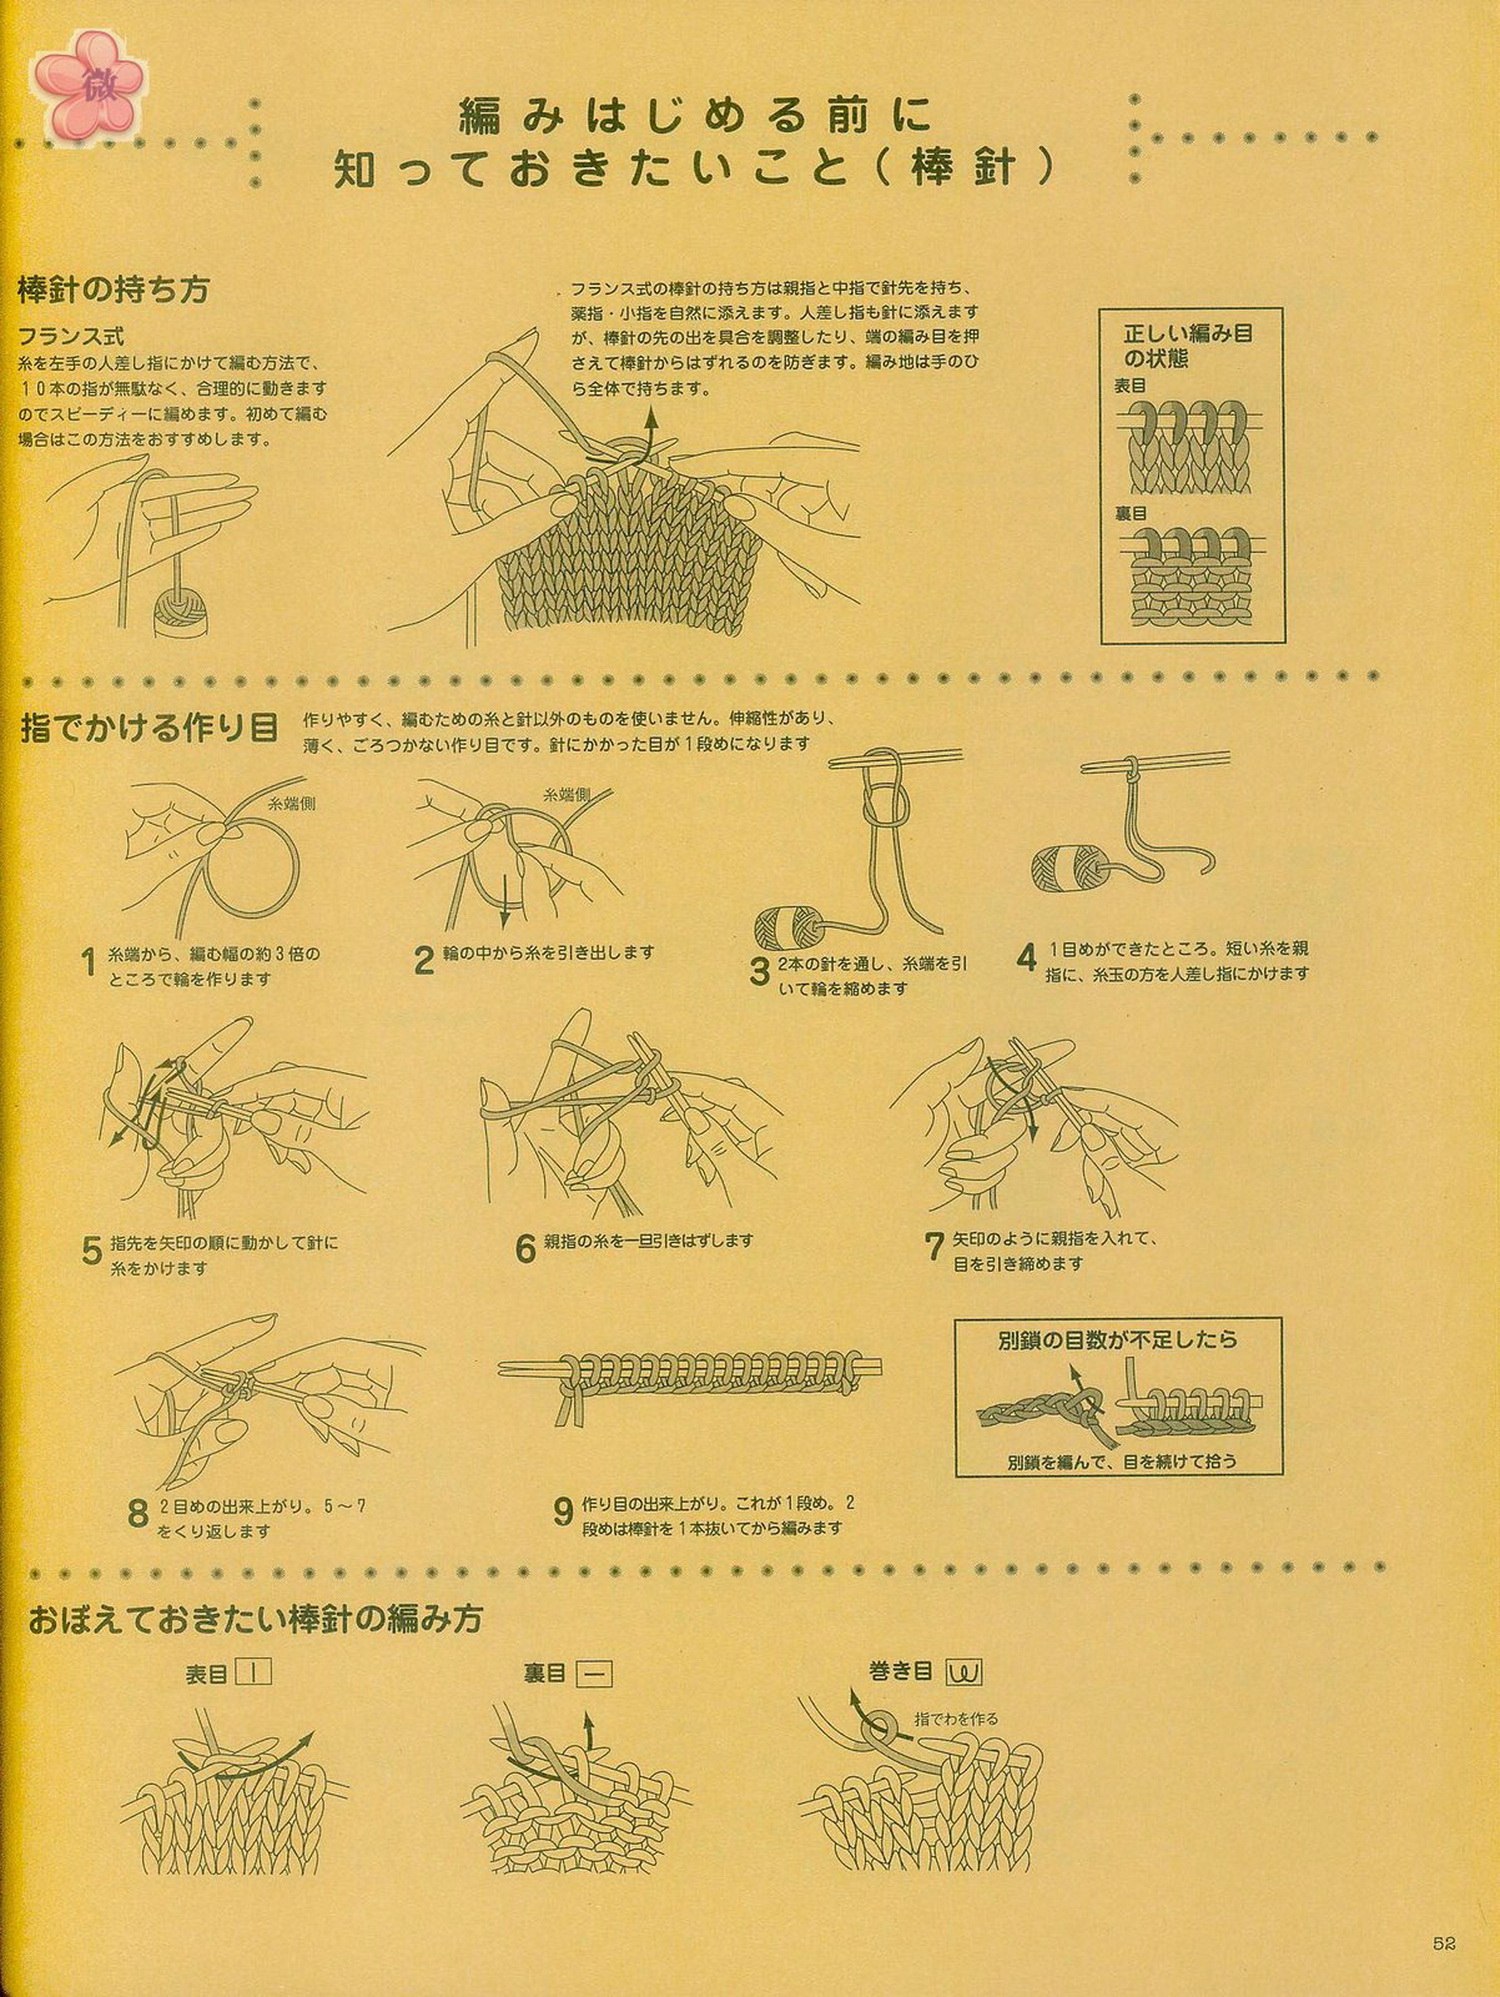 微
編みはじめる前に
知っておきたいこと(棒針)
棒針の持ち方
フランス式
糸を左手の人差し指にかけて編む方法で、
10本の指が無駄なく、合理的に動きます
のでスピーディーに編めます。初めて編む
場合はこの方法をおすすめします。
フランス式の棒針の持ち方は親指と中指で針先を持ち、
薬指・小指を自然に添えます。人差し指も針に添えます
が、棒針の先の出を具合を調整したり、端の編み目を押
さえて棒針からはずれるのを防ぎます。編み地は手のひ
ら全体で持ちます。
正しい編み目
の状態
表目
裏目
指でかける作り目
作りやすく、編むための糸と針以外のものを使いません。伸縮性があり、
薄く、ごろつかない作り目です。針にかかった目が1段めになります
糸端側
1 糸端から、編む幅の約3倍の
ところで輪を作ります
糸端側
2 輪の中から糸を引き出します
3 2本の針を通し、糸端を引
いて輪を縮めます
4 1目めができたところ。短い糸を親
指に、糸玉の方を人差し指にかけます
5 指先を矢印の順に動かして針に
糸をかけます
6 親指の糸を一旦引きはずします
7 矢印のように親指を入れて、
目を引き締めます
8 2目めの出来上がり。5〜7
をくり返します
9 作り目の出来上がり。これが1段め。2
段めは棒針を1本抜いてから編みます
別鎖の目数が不足したら
別鎖を編んで、目を続けて拾う
おぼえておきたい棒針の編み方
表目
裏目
巻き目
指でわを作る
52